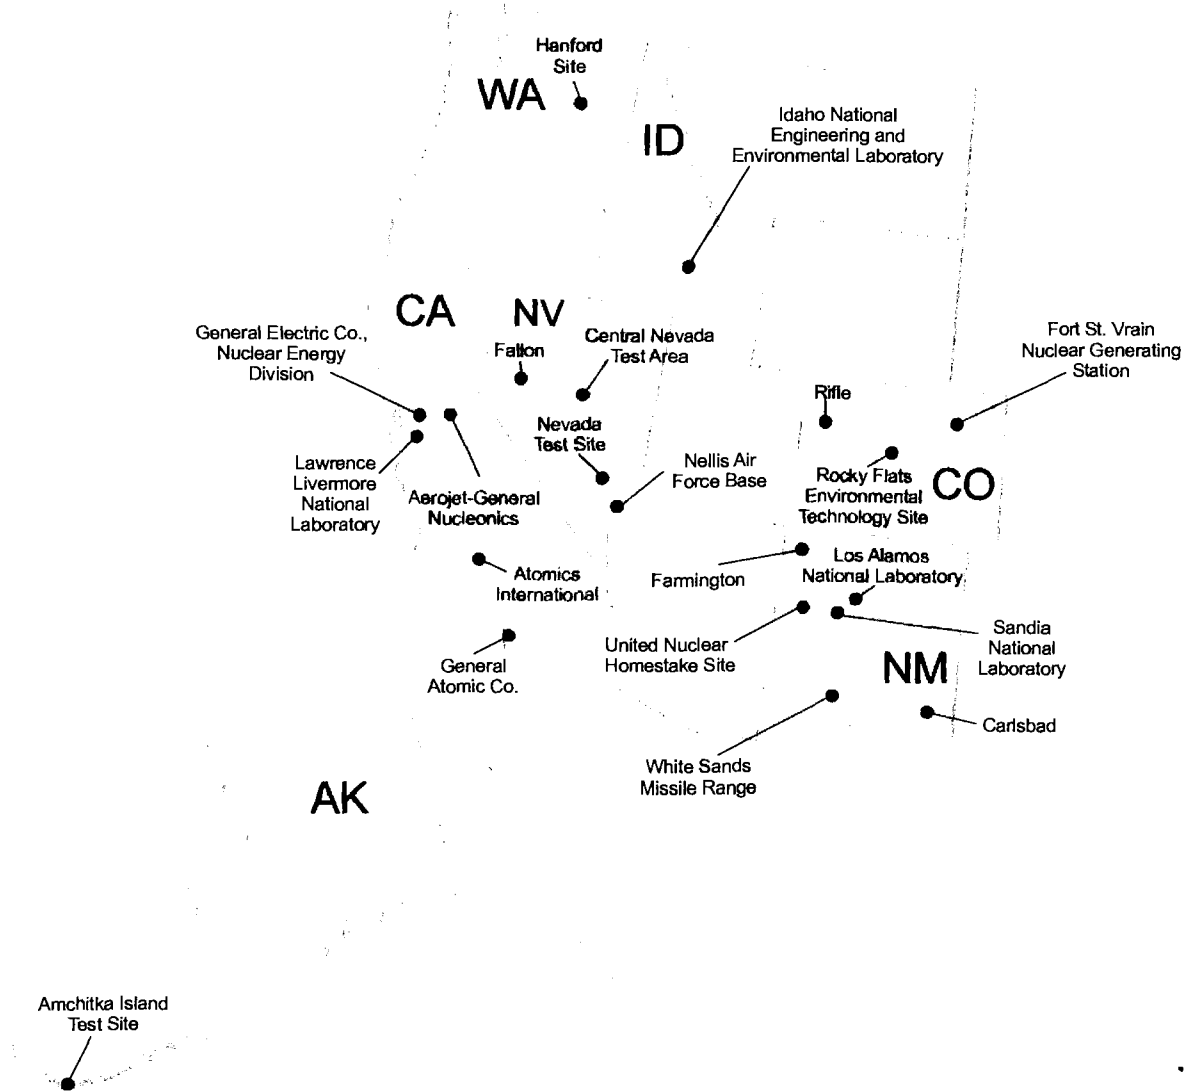 Hanford
Site
WA
ID
Idaho National
Engineering and
Environmental Laboratory
CA
NV
General Electric Co.,
Nuclear Energy
Division
Fallon
Central Nevada
Test Area
Fort St. Vrain
Nuclear Generating
Station
Rifle
Nevada
Test Site
Lawrence
Livermore
National
Laboratory
Aerojet-General
Nucleonics
Nellis Air
Force Base
Rocky Flats
Environmental
Technology Site
CO
Atomics
International
Farmington
Los Alamos
National Laboratory
General
Atomic Co.
United Nuclear
Homestake Site
Sandia
National
Laboratory
NM
Carlsbad
White Sands
Missile Range
AK
Amchitka Island
Test Site